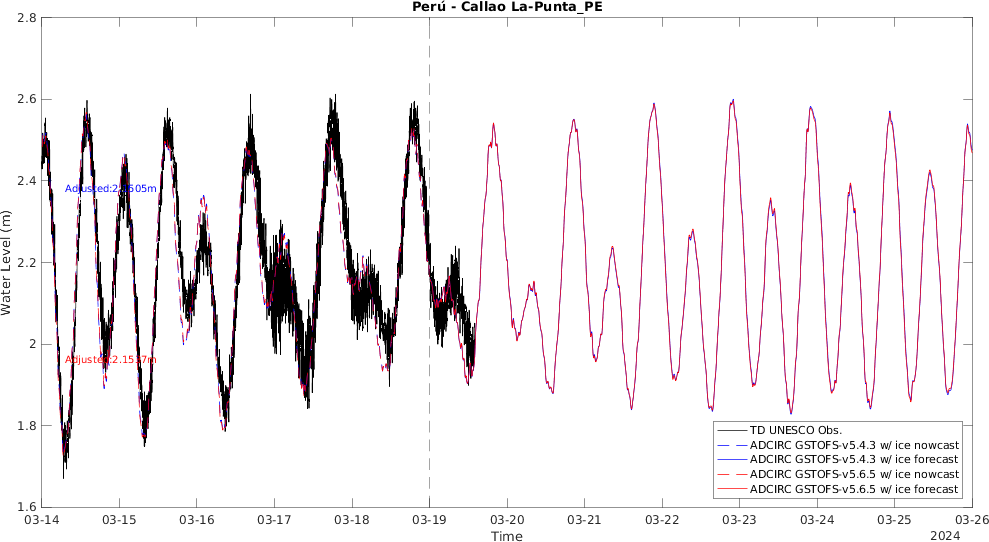 Perú - Callao La-Punta_PE
2.8
2.6
2.4
2.2
2
1.8
1.6
Water Level (m)
03-14 03-15 03-16 03-17 03-18 03-19 03-20 03-21 03-22 03-23 03-24 03-25 03-26
Time
2024
TD UNESCO Obs.
ADCIRC GSTOFS-v5.4.3 w/ ice nowcast
ADCIRC GSTOFS-v5.4.3 w/ ice forecast
ADCIRC GSTOFS-v5.6.5 w/ ice nowcast
ADCIRC GSTOFS-v5.6.5 w/ ice forecast